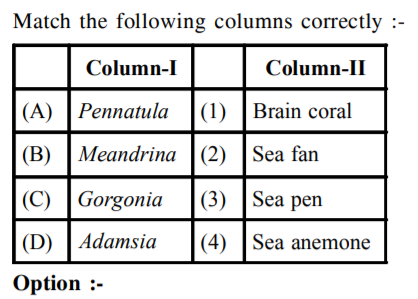 Match the following columns correctly :-
Column-I Column-II
(A) Pennatula (1) Brain coral
(B) Meandrina (2) Sea fan
(C) Gorgonia (3) Sea pen
(D) Adamsia (4) Sea anemone
Option :-